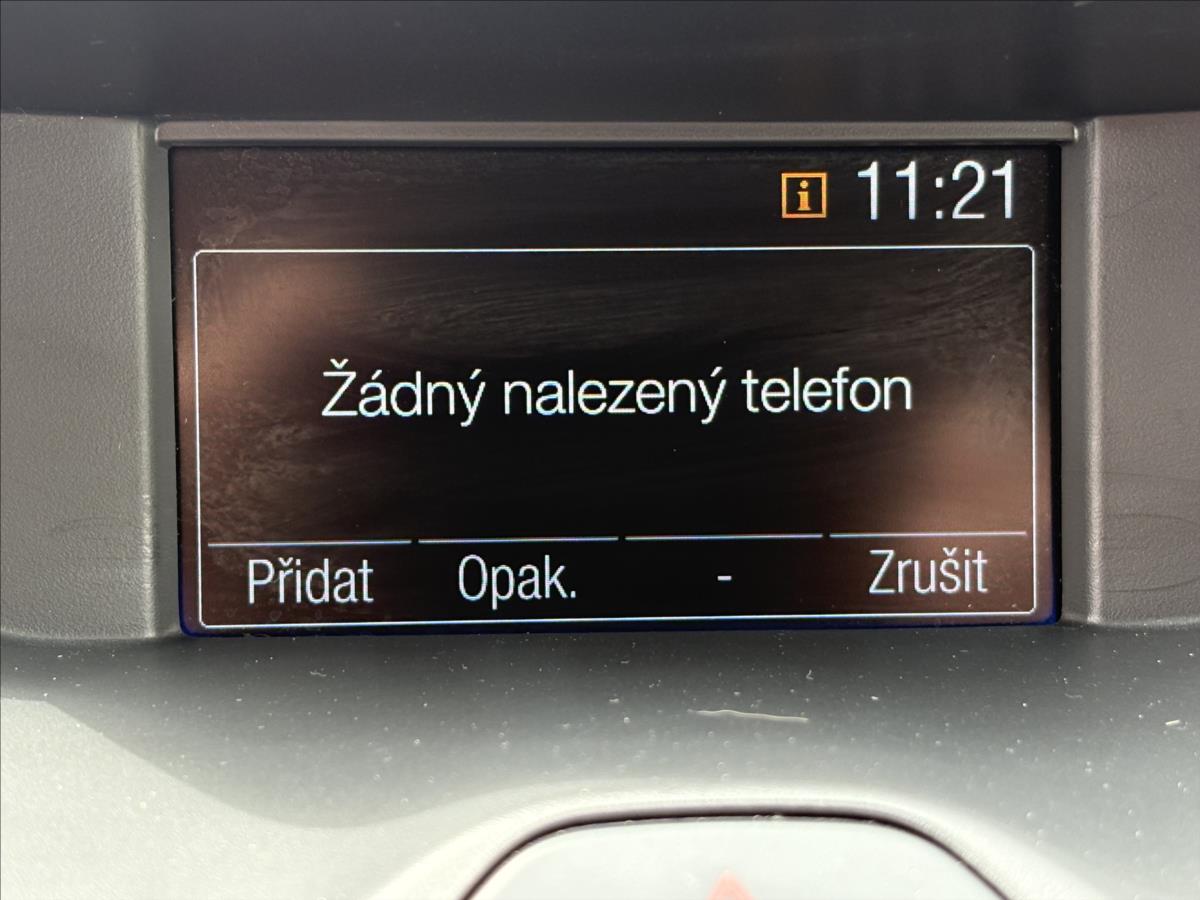 i 11:21
Žádný nalezený telefon
Přidat Opak. - Zrušit